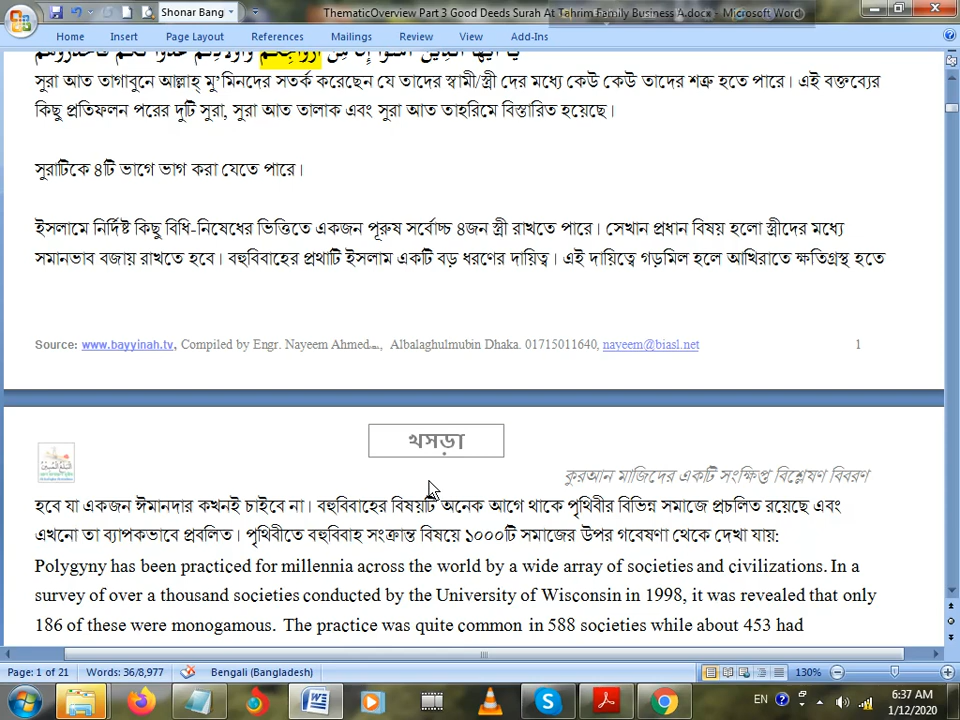 Shonar Bang
ThematicOverview Part 3 Good Deeds Surah At Tahrim Family Business A.docx - Microsoft Word
Home Insert Page Layout References Mailings Review View Add-Ins
সুরা আত তাগাবুনে আল্লাহ্ মু'মিনদের সতর্ক করেছেন যে তাদের স্বামী/স্ত্রী দের মধ্যে কেউ কেউ তাদের শত্রু হতে পারে। এই বক্তব্যের
কিছু প্রতিফলন পরের দুটি সুরা, সুরা আত তালাক এবং সুরা আত তাহরিমে বিস্তারিত হয়েছে।
সুরাটিকে ৪টি ভাগে ভাগ করা যেতে পারে।
ইসলামে নির্দিষ্ট কিছু বিধি-নিষেধের ভিত্তিতে একজন পূরুষ সর্বোচ্চ ৪জন স্ত্রী রাখতে পারে। সেখান প্রধান বিষয় হলো স্ত্রীদের মধ্যে
সমানভাব বজায় রাখতে হবে। বহুবিবাহের প্রথাটি ইসলাম একটি বড় ধরণের দায়িত্ব। এই দায়িত্বে গড়মিল হলে আখিরাতে ক্ষতিগ্রস্থ হতে
Source: www.bayyinah.tv, Compiled by Engr. Nayeem Ahmed, Albalaghulmubin Dhaka. 01715011640, nayeem@biasl.net 1
খসড়া
কুরআন মাজিদের একটি সংক্ষিপ্ত বিশ্লেষণ বিবরণ
হবে যা একজন ঈমানদার কখনই চাইবে না। বহুবিবাহের বিষয়টি অনেক আগে থাকে পৃথিবীর বিভিন্ন সমাজে প্রচলিত রয়েছে এবং
এখনো তা ব্যাপকভাবে প্রবলিত। পৃথিবীতে বহুবিবাহ সংক্রান্ত বিষয়ে ১০০০টি সমাজের উপর গবেষণা থেকে দেখা যায়:
Polygyny has been practiced for millennia across the world by a wide array of societies and civilizations. In a
survey of over a thousand societies conducted by the University of Wisconsin in 1998, it was revealed that only
186 of these were monogamous. The practice was quite common in 588 societies while about 453 had
Page: 1 of 21 Words: 36/8,977 Bengali (Bangladesh) 130%
EN 6:37 AM
1/12/2020